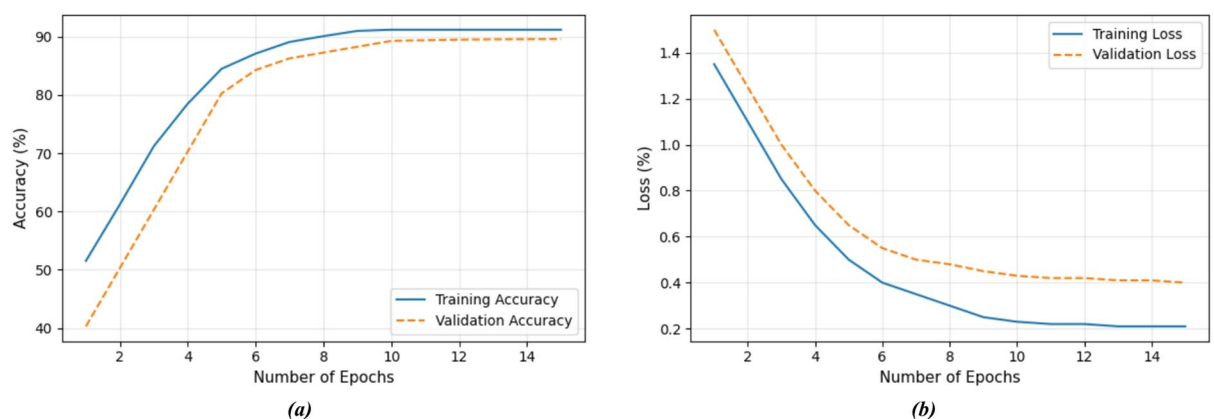 90
80
70
60
50
40
Accuracy (%)
Training Accuracy
Validation Accuracy
2 4 6 8 10 12 14
Number of Epochs
(a)
1.4
1.2
1.0
0.8
0.6
0.4
0.2
Loss (%)
Training Loss
Validation Loss
2 4 6 8 10 12 14
Number of Epochs
(b)